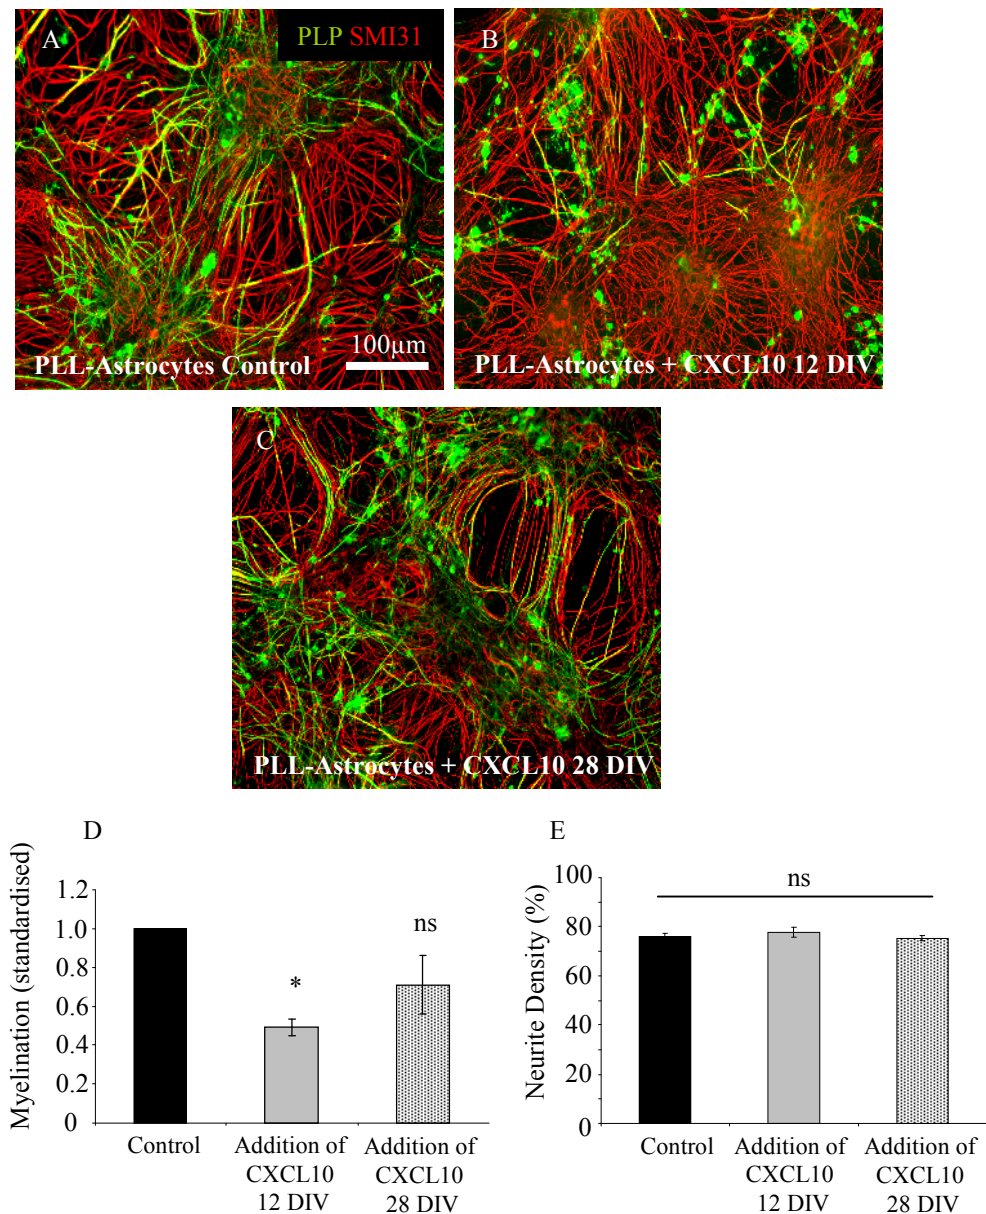 A
PLP SMI31
PLL-Astrocytes Control
100µm
B
PLL-Astrocytes + CXCL10 12 DIV
C
PLL-Astrocytes + CXCL10 28 DIV
D
Myelination (standardised)
1.2
1.0
0.8
0.6
0.4
0.2
0
*
ns
Control
Addition of
CXCL10
12 DIV
Addition of
CXCL10
28 DIV
E
Neurite Density (%)
100
80
60
40
20
0
ns
Control
Addition of
CXCL10
12 DIV
Addition of
CXCL10
28 DIV